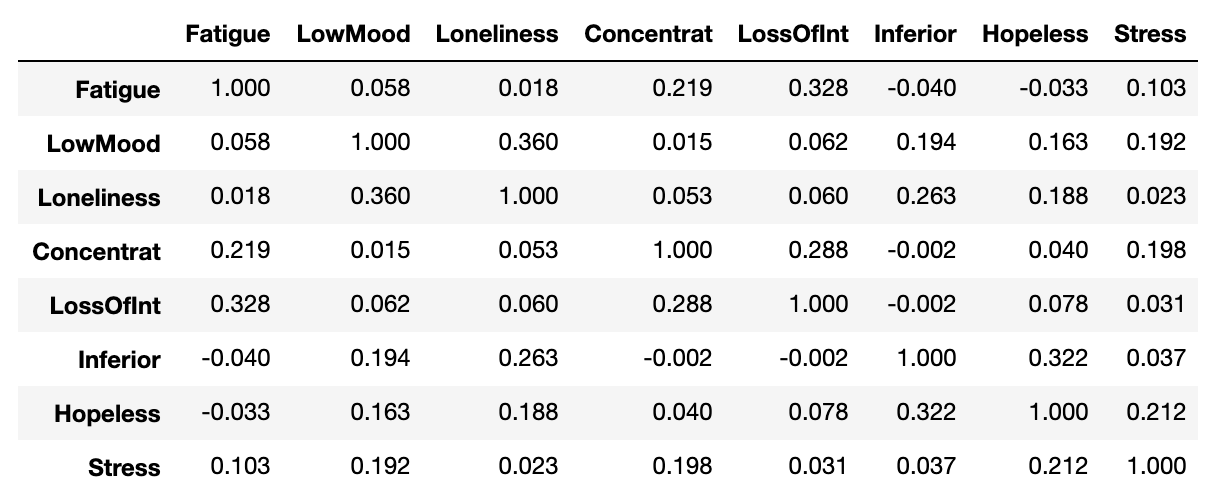 Fatigue LowMood Loneliness Concentrat LossOfInt Inferior Hopeless Stress
Fatigue 1.000 0.058 0.018 0.219 0.328 -0.040 -0.033 0.103
LowMood 0.058 1.000 0.360 0.015 0.062 0.194 0.163 0.192
Loneliness 0.018 0.360 1.000 0.053 0.060 0.263 0.188 0.023
Concentrat 0.219 0.015 0.053 1.000 0.288 -0.002 0.040 0.198
LossOfInt 0.328 0.062 0.060 0.288 1.000 -0.002 0.078 0.031
Inferior -0.040 0.194 0.263 -0.002 -0.002 1.000 0.322 0.037
Hopeless -0.033 0.163 0.188 0.040 0.078 0.322 1.000 0.212
Stress 0.103 0.192 0.023 0.198 0.031 0.037 0.212 1.000